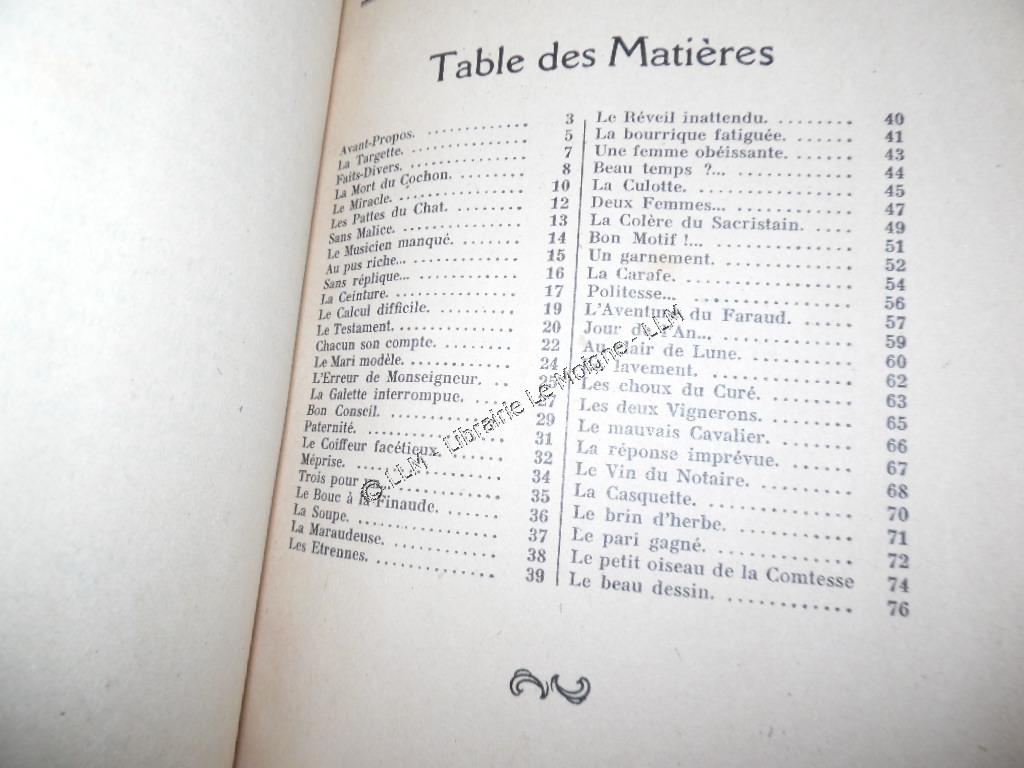 Table des Matières
Avant-Propos. 3
La Targette. 5
Faits-Divers. 7
La Mort du Cochon. 8
Le Miracle. 10
Les Pattes du Chat. 12
Sans Malice. 13
Le Musicien manqué. 14
Au pus riche... 15
Sans réplique... 16
La Ceinture. 17
Le Calcul difficile. 19
Le Testament. 20
Chacun son compte. 22
Le Mari modèle. 24
L'Erreur de Monseigneur. 25
La Galette interrompue. 27
Bon Conseil. 29
Paternité. 31
Le Coiffeur facétieux. 32
Méprise. 34
Trois pour 35
Le Bouc à la Finaude. 36
La Soupe. 37
La Maraudeuse. 38
Les Etrennes. 39
Le Réveil inattendu. 40
La bourrique fatiguée. 41
Une femme obéissante. 43
Beau temps ?... 44
La Culotte. 45
Deux Femmes... 47
La Colère du Sacristain. 49
Bon Motif !... 51
Un garnement. 52
La Carafe. 54
Politesse... 56
L'Aventure du Faraud. 57
Jour de l'An... 59
Au Clair de Lune. 60
lavement. 62
Les choux du Curé. 63
Les deux Vignerons. 65
Le mauvais Cavalier. 66
La réponse imprévue. 67
Le Vin du Notaire. 68
La Casquette. 70
Le brin d'herbe. 71
Le pari gagné. 72
Le petit oiseau de la Comtesse 74
Le beau dessin. 76
© LLM - Librairie Le Moigne - LLM